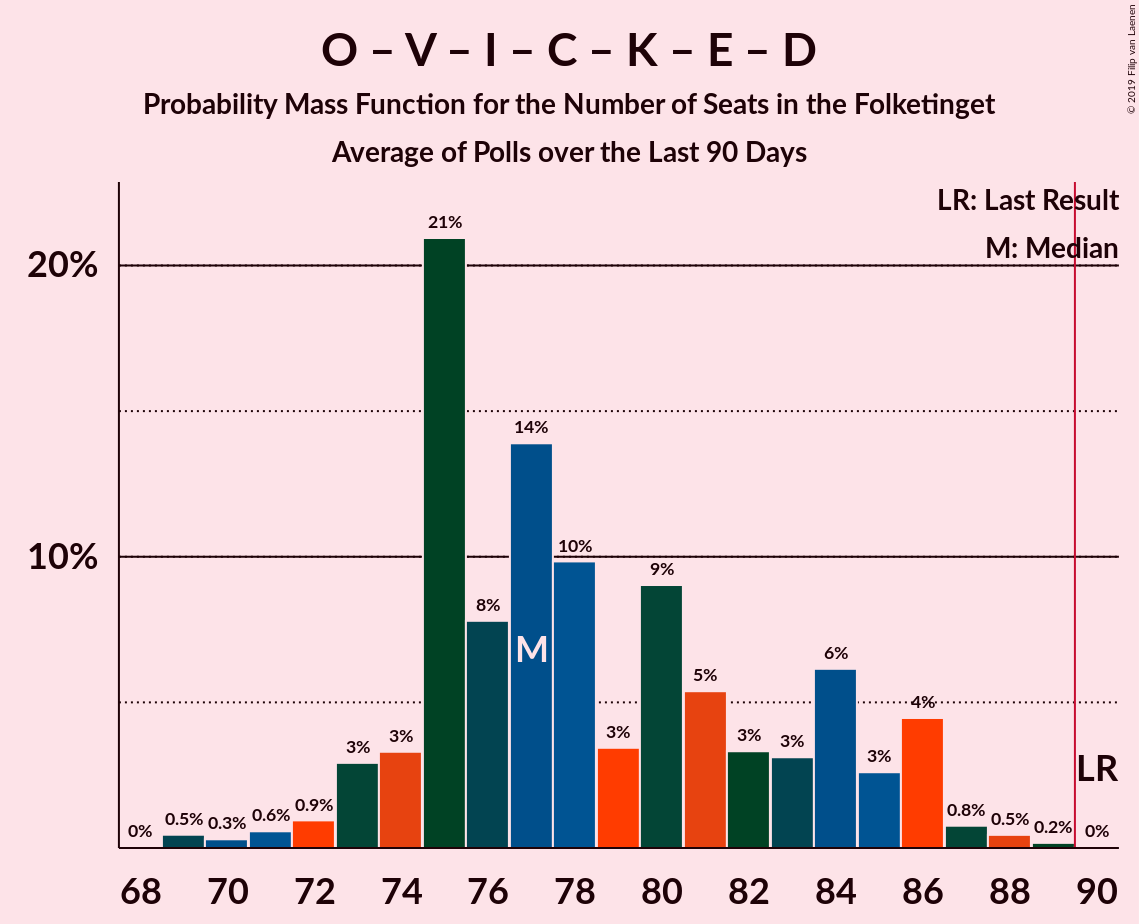 O – V – I – C – K – E – D
Probability Mass Function for the Number of Seats in the Folketinget
Average of Polls over the Last 90 Days
© 2019 Filip van Laenen
LR: Last Result
M: Median
20%
10%
0%
0.5%
0.3%
0.6%
0.9%
3%
3%
21%
8%
14%
10%
3%
9%
5%
3%
3%
6%
3%
4%
0.8%
0.5%
0.2%
0%
M
LR
68 70 72 74 76 78 80 82 84 86 88 90